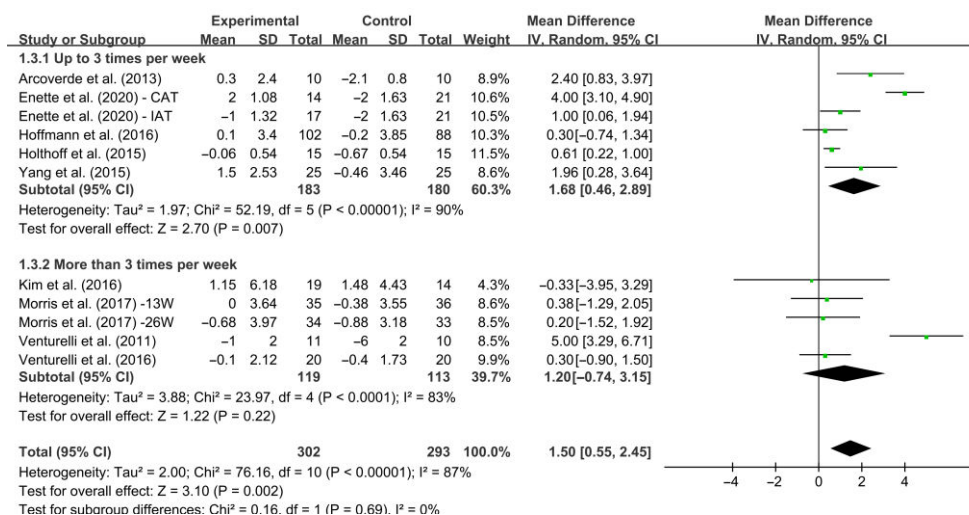 Experimental Control Mean Difference Mean Difference
Study or Subgroup Mean SD Total Mean SD Total Weight IV, Random, 95% CI IV, Random, 95% CI
1.3.1 Up to 3 times per week
Arcoverde et al. (2013) 0.3 2.4 10 −2.1 0.8 10 8.9% 2.40 [0.83, 3.97]
Enette et al. (2020) - CAT 2 1.08 14 −2 1.63 21 10.6% 4.00 [3.10, 4.90]
Enette et al. (2020) - IAT −1 1.32 17 −2 1.63 21 10.5% 1.00 [0.06, 1.94]
Hoffmann et al. (2016) 0.1 3.4 102 −0.2 3.85 88 10.3% 0.30 [−0.74, 1.34]
Holthoff et al. (2015) −0.06 0.54 15 −0.67 0.54 15 11.5% 0.61 [0.22, 1.00]
Yang et al. (2015) 1.5 2.53 25 −0.46 3.46 25 8.6% 1.96 [0.28, 3.64]
Subtotal (95% CI) 183 180 60.3% 1.68 [0.46, 2.89]
Heterogeneity: Tau² = 1.97; Chi² = 52.19, df = 5 (P < 0.00001); I² = 90%
Test for overall effect: Z = 2.70 (P = 0.007)
1.3.2 More than 3 times per week
Kim et al. (2016) 1.15 6.18 19 1.48 4.43 14 4.3% −0.33[−3.95, 3.29]
Morris et al. (2017) -13W 0 3.64 35 −0.38 3.55 36 8.6% 0.38[−1.29, 2.05]
Morris et al. (2017) -26W −0.68 3.97 34 −0.88 3.18 33 8.5% 0.20[−1.52, 1.92]
Venturelli et al. (2011) −1 2 11 −6 2 10 8.5% 5.00 [3.29, 6.71]
Venturelli et al. (2016) −0.1 2.12 20 −0.4 1.73 20 9.9% 0.30 [−0.90, 1.50]
Subtotal (95% CI) 119 113 39.7% 1.20[−0.74, 3.15]
Heterogeneity: Tau² = 3.88; Chi² = 23.97, df = 4 (P < 0.0001); I² = 83%
Test for overall effect: Z = 1.22 (P = 0.22)
Total (95% CI) 302 293 100.0% 1.50 [0.55, 2.45]
Heterogeneity: Tau² = 2.00; Chi² = 76.16, df = 10 (P < 0.00001); I² = 87%
Test for overall effect: Z = 3.10 (P = 0.002)
Test for subgroup differences: Chi² = 0.16, df = 1 (P = 0.69), I² = 0%
−4 −2 0 2 4